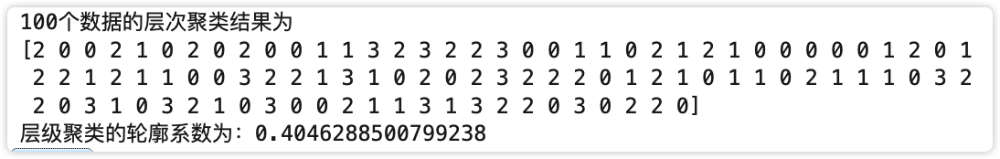 100个数据的层次聚类结果为
[2 0 0 2 1 0 2 0 2 0 0 1 1 3 2 3 2 2 3 0 0 1 1 0 2 1 2 1 0 0 0 0 0 1 2 0 1
2 2 1 2 1 1 0 0 3 2 2 1 3 1 0 2 0 2 3 2 2 2 0 1 2 1 0 1 1 0 2 1 1 1 0 3 2
2 0 3 1 0 3 2 1 0 3 0 0 2 1 1 3 1 3 2 2 0 3 0 2 2 0]
层级聚类的轮廓系数为：0.4046288500799238